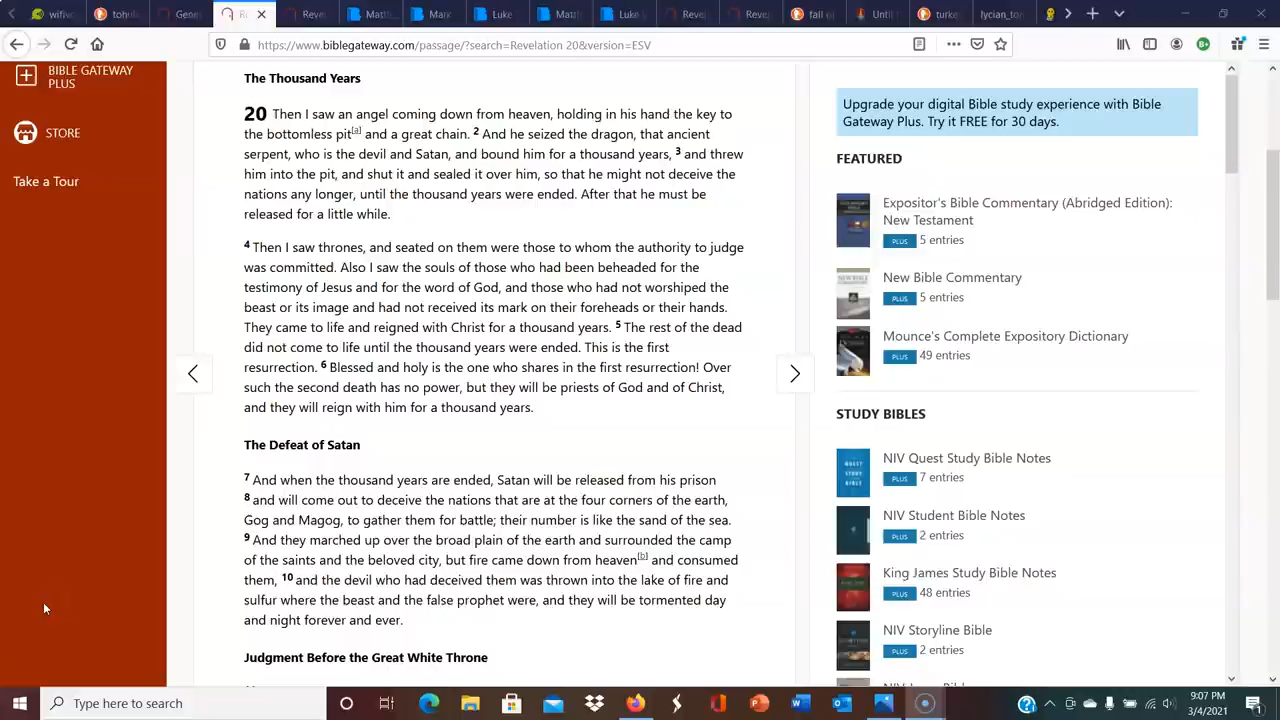 wifiu
tohyu
Gene
R
Revel
Matth
Mark
Luke
Matt
Luke
Revo
Revo
fall g
Dunc
tokho
lycian_to
https://www.biblegateway.com/passage/?search=Revelation 20&version=ESV
BIBLE GATEWAY
PLUS
STORE
Take a Tour
The Thousand Years
20 Then I saw an angel coming down from heaven, holding in his hand the key to
the bottomless pit[a] and a great chain. 2 And he seized the dragon, that ancient
serpent, who is the devil and Satan, and bound him for a thousand years, 3 and threw
him into the pit, and shut it and sealed it over him, so that he might not deceive the
nations any longer, until the thousand years were ended. After that he must be
released for a little while.
4 Then I saw thrones, and seated on them were those to whom the authority to judge
was committed. Also I saw the souls of those who had been beheaded for the
testimony of Jesus and for the word of God, and those who had not worshiped the
beast or its image and had not received its mark on their foreheads or their hands.
They came to life and reigned with Christ for a thousand years. 5 The rest of the dead
did not come to life until the thousand years were ended. This is the first
resurrection. 6 Blessed and holy is the one who shares in the first resurrection! Over
such the second death has no power, but they will be priests of God and of Christ,
and they will reign with him for a thousand years.
The Defeat of Satan
7 And when the thousand years are ended, Satan will be released from his prison
8 and will come out to deceive the nations that are at the four corners of the earth,
Gog and Magog, to gather them for battle; their number is like the sand of the sea.
9 And they marched up over the broad plain of the earth and surrounded the camp
of the saints and the beloved city, but fire came down from heaven[b] and consumed
them, 10 and the devil who had deceived them was thrown into the lake of fire and
sulfur where the beast and the false prophet were, and they will be tormented day
and night forever and ever.
Judgment Before the Great White Throne
Upgrade your digital Bible study experience with Bible
Gateway Plus. Try it FREE for 30 days.
FEATURED
Expositor's Bible Commentary (Abridged Edition):
New Testament
PLUS 5 entries
New Bible Commentary
PLUS 5 entries
Mounce's Complete Expository Dictionary
PLUS 49 entries
STUDY BIBLES
NIV Quest Study Bible Notes
PLUS 7 entries
NIV Student Bible Notes
PLUS 2 entries
King James Study Bible Notes
PLUS 48 entries
NIV Storyline Bible
PLUS 2 entries
Type here to search
9:07 PM
3/4/2021